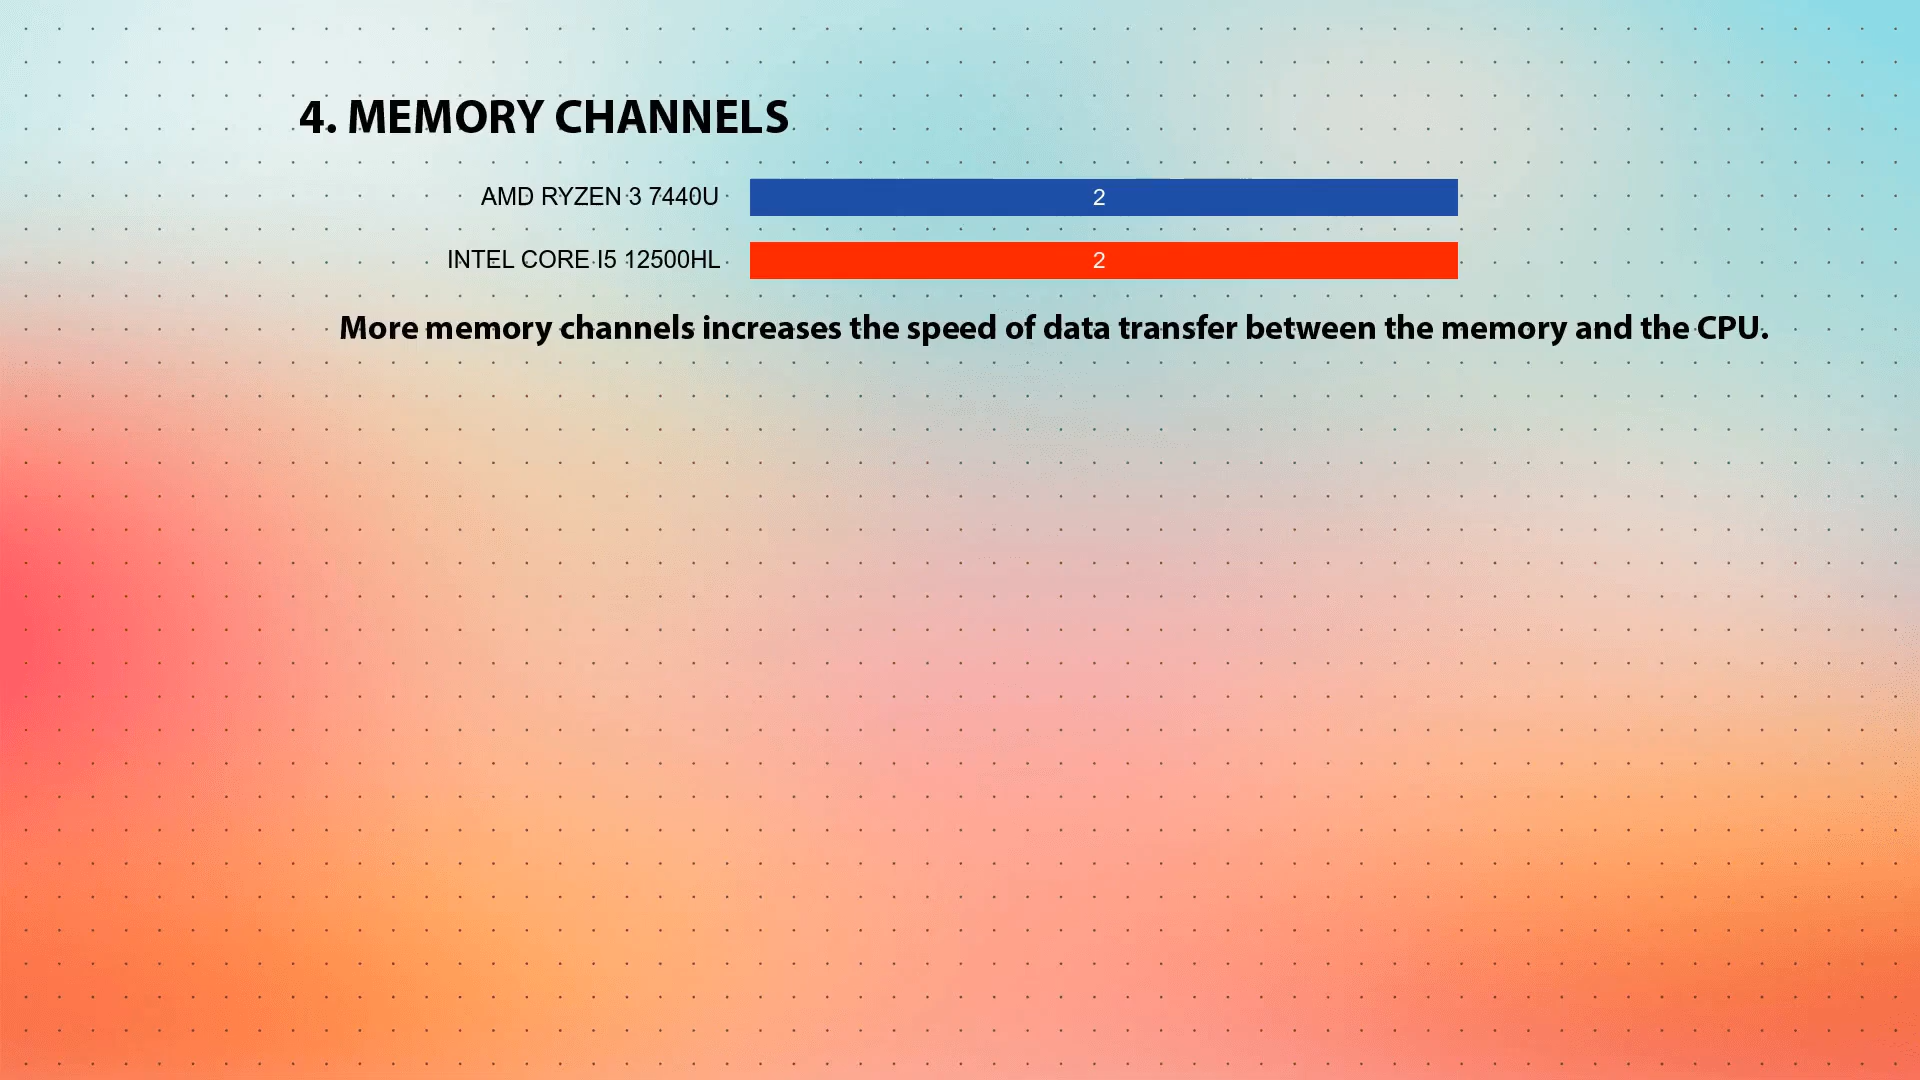 4. MEMORY CHANNELS
AMD RYZEN 3 7440U
2
INTEL CORE I5 12500HL
2
More memory channels increases the speed of data transfer between the memory and the CPU.